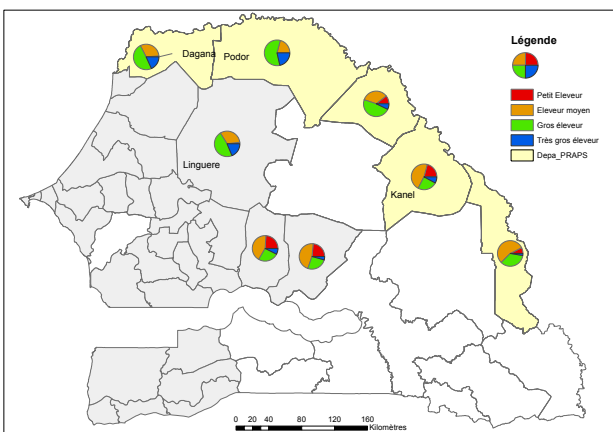 Légende
Petit Eleveur
Eleveur moyen
Gros éleveur
Très gros éleveur
Depa_PRAPS
Dagana
Podor
Linguere
Kanel
0 20 40 80 120 160
Kilomètres